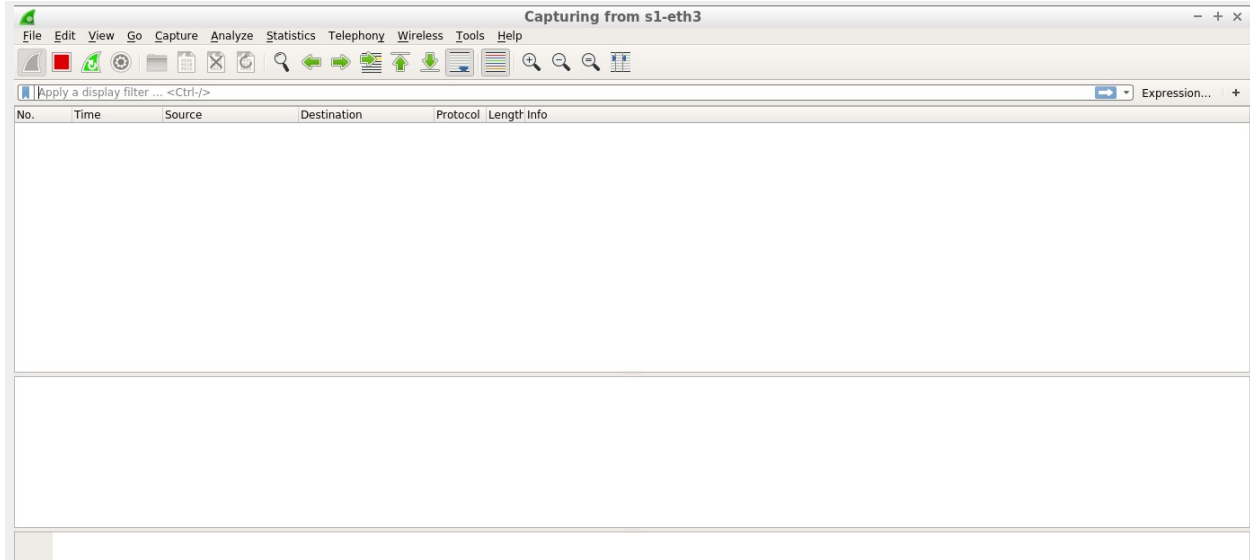 Capturing from s1-eth3
File Edit View Go Capture Analyze Statistics Telephony Wireless Tools Help
Apply a display filter ... <Ctrl-/> Expression... +
No. Time Source Destination Protocol Length Info